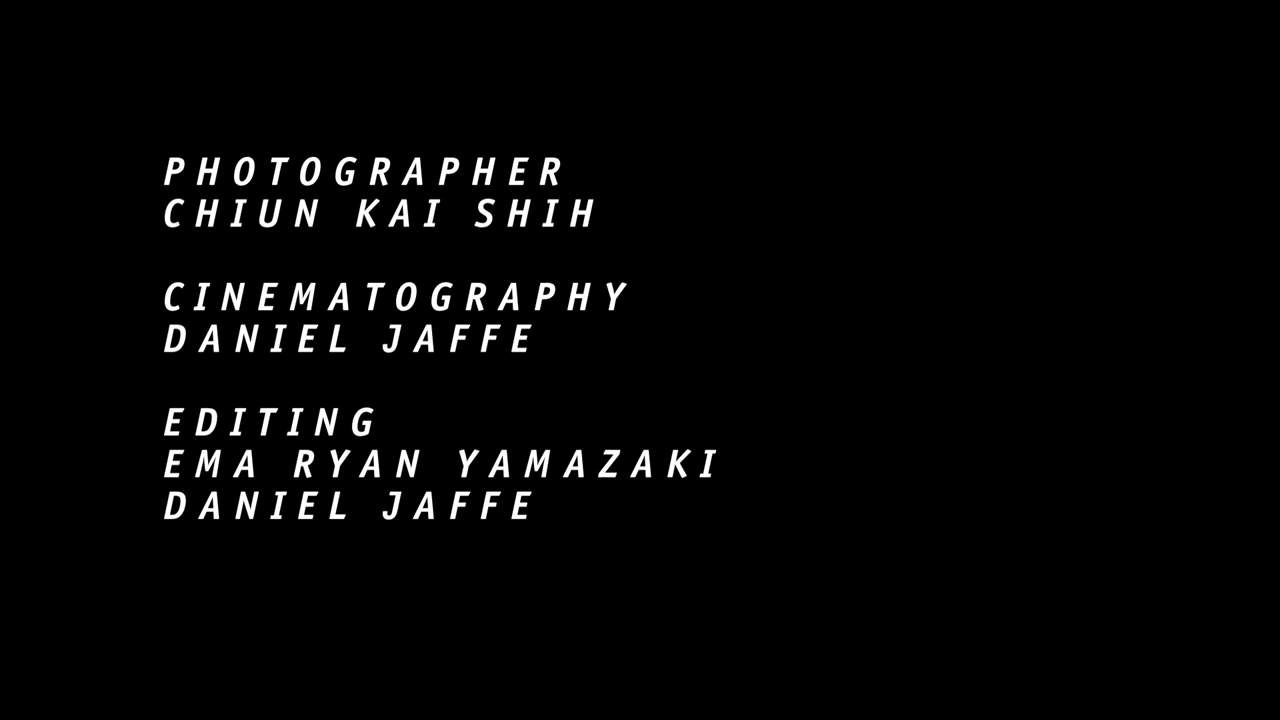 PHOTOGRAPHER
CHIUN KAI SHIH
CINEMATOGRAPHY
DANIEL JAFFE
EDITING
EMA RYAN YAMAZAKI
DANIEL JAFFE